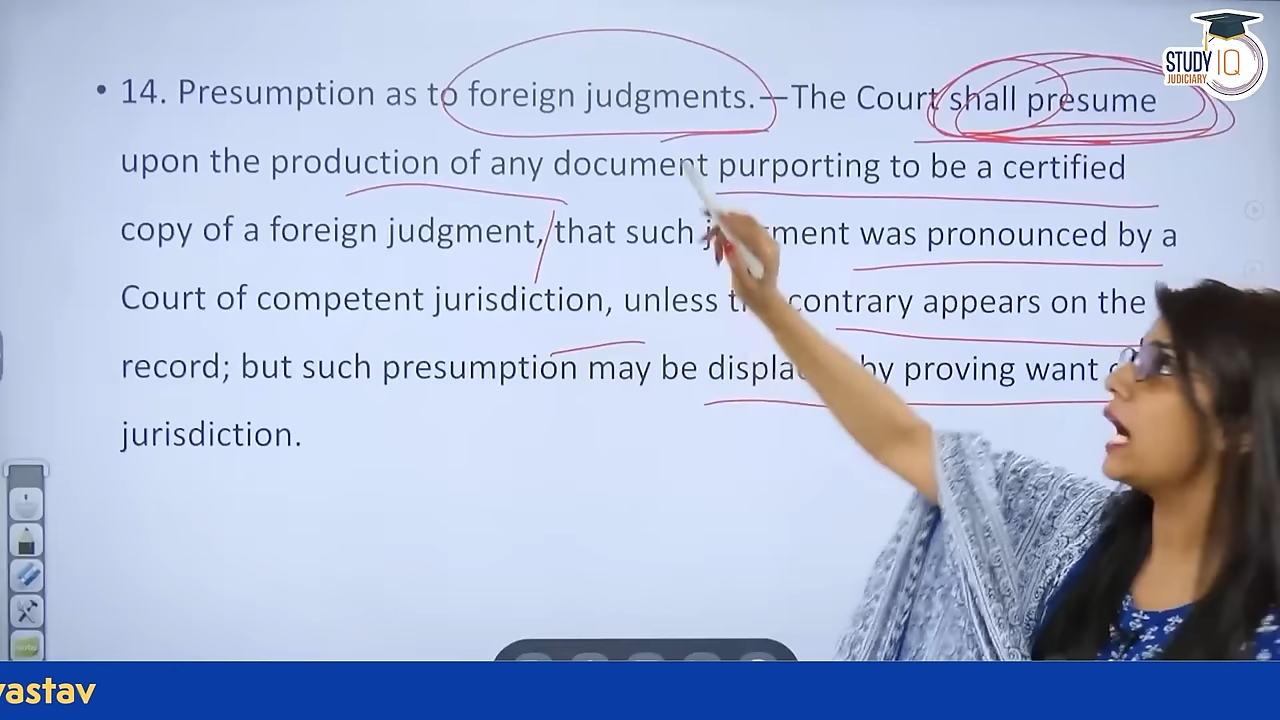 STUDY IQ
JUDICIARY
• 14. Presumption as to foreign judgments.—The Court shall presume
upon the production of any document purporting to be a certified
copy of a foreign judgment, that such was pronounced by a
Court of competent jurisdiction, unless contrary appears on the
record; but such presumption may be by proving want
jurisdiction.
vastav